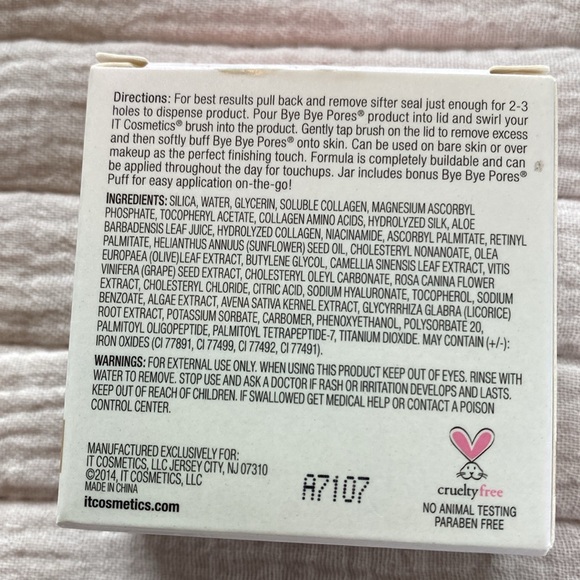 Directions: For best results pull back and remove sifter seal just enough for 2-3
holes to dispense product. Pour Bye Bye Pores® product into lid and swirl your
IT Cosmetics® brush into the product. Gently tap brush on the lid to remove excess
and then softly buff Bye Bye Pores® onto skin. Can be used on bare skin or over
makeup as the perfect finishing touch. Formula is completely buildable and can
be applied throughout the day for touchups. Jar includes bonus Bye Bye Pores®
Puff for easy application on-the-go!
INGREDIENTS: SILICA, WATER, GLYCERIN, SOLUBLE COLLAGEN, MAGNESIUM ASCORBYL
PHOSPHATE, TOCOPHERYL ACETATE, COLLAGEN AMINO ACIDS, HYDROLYZED SILK, ALOE
BARBADENSIS LEAF JUICE, HYDROLYZED COLLAGEN, NIACINAMIDE, ASCORBYL PALMITATE, RETINYL
PALMITATE, HELIANTHUS ANNUUS (SUNFLOWER) SEED OIL, CHOLESTERYL NONANOATE, OLEA
EUROPAEA (OLIVE)LEAF EXTRACT, BUTYLENE GLYCOL, CAMELLIA SINENSIS LEAF EXTRACT, VITIS
VINIFERA (GRAPE) SEED EXTRACT, CHOLESTERYL OLEYL CARBONATE, ROSA CANINA FLOWER
EXTRACT, CHOLESTERYL CHLORIDE, CITRIC ACID, SODIUM HYALURONATE, TOCOPHEROL, SODIUM
BENZOATE, ALGAE EXTRACT, AVENA SATIVA KERNEL EXTRACT, GLYCYRRHIZA GLABRA (LICORICE)
ROOT EXTRACT, POTASSIUM SORBATE, CARBOMER, PHENOXYETHANOL, POLYSORBATE 20,
PALMITOYL OLIGOPEPTIDE, PALMITOYL TETRAPEPTIDE-7, TITANIUM DIOXIDE. MAY CONTAIN (+/-):
IRON OXIDES (CI 77891, CI 77499, CI 77492, CI 77491).
WARNINGS: FOR EXTERNAL USE ONLY. WHEN USING THIS PRODUCT KEEP OUT OF EYES. RINSE WITH
WATER TO REMOVE. STOP USE AND ASK A DOCTOR IF RASH OR IRRITATION DEVELOPS AND LASTS.
KEEP OUT OF REACH OF CHILDREN. IF SWALLOWED GET MEDICAL HELP OR CONTACT A POISON
CONTROL CENTER.
MANUFACTURED EXCLUSIVELY FOR:
IT COSMETICS, LLC JERSEY CITY, NJ 07310
©2014, IT COSMETICS, LLC
MADE IN CHINA
itcosmetics.com
A7107
crueltyfree
NO ANIMAL TESTING
PARABEN FREE